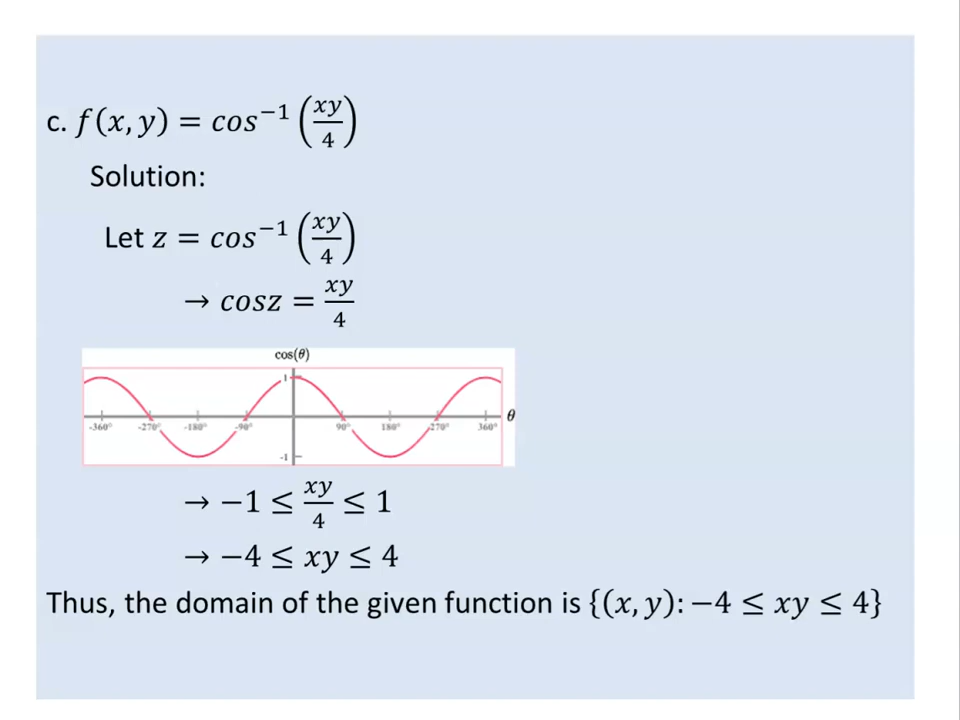 c. f(x, y) = cos⁻¹ (xy/4)
Solution:
Let z = cos⁻¹ (xy/4)
→ cosz = xy/4
cos(θ)
1
θ
-360° -270° -180° -90° 90° 180° 270° 360°
-1
→ −1 ≤ xy/4 ≤ 1
→ −4 ≤ xy ≤ 4
Thus, the domain of the given function is {(x, y): −4 ≤ xy ≤ 4}